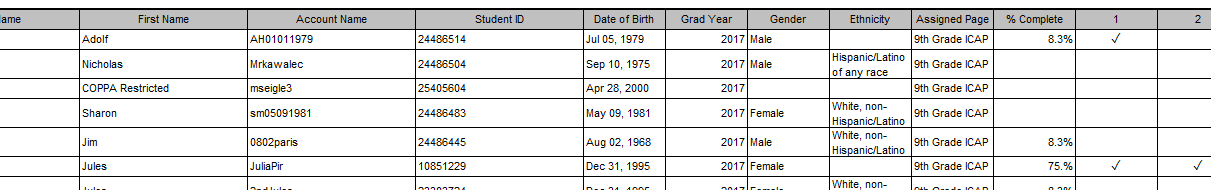 First Name Account Name Student ID Date of Birth Grad Year Gender Ethnicity Assigned Page % Complete 1 2
Adolf AH01011979 24486514 Jul 05, 1979 2017 Male 9th Grade ICAP 8.3% ✓
Nicholas Mrkawalec 24486504 Sep 10, 1975 2017 Male Hispanic/Latino 9th Grade ICAP
of any race
COPPA Restricted mseigle3 25405604 Apr 28, 2000 2017 9th Grade ICAP
Sharon sm05091981 24486483 May 09, 1981 2017 Female White, non- 9th Grade ICAP
Hispanic/Latino
Jim 0802paris 24486445 Aug 02, 1968 2017 Male White, non- 9th Grade ICAP 8.3%
Hispanic/Latino
Jules JuliaPir 10851229 Dec 31, 1995 2017 Female 9th Grade ICAP 75.% ✓ ✓
White, non-